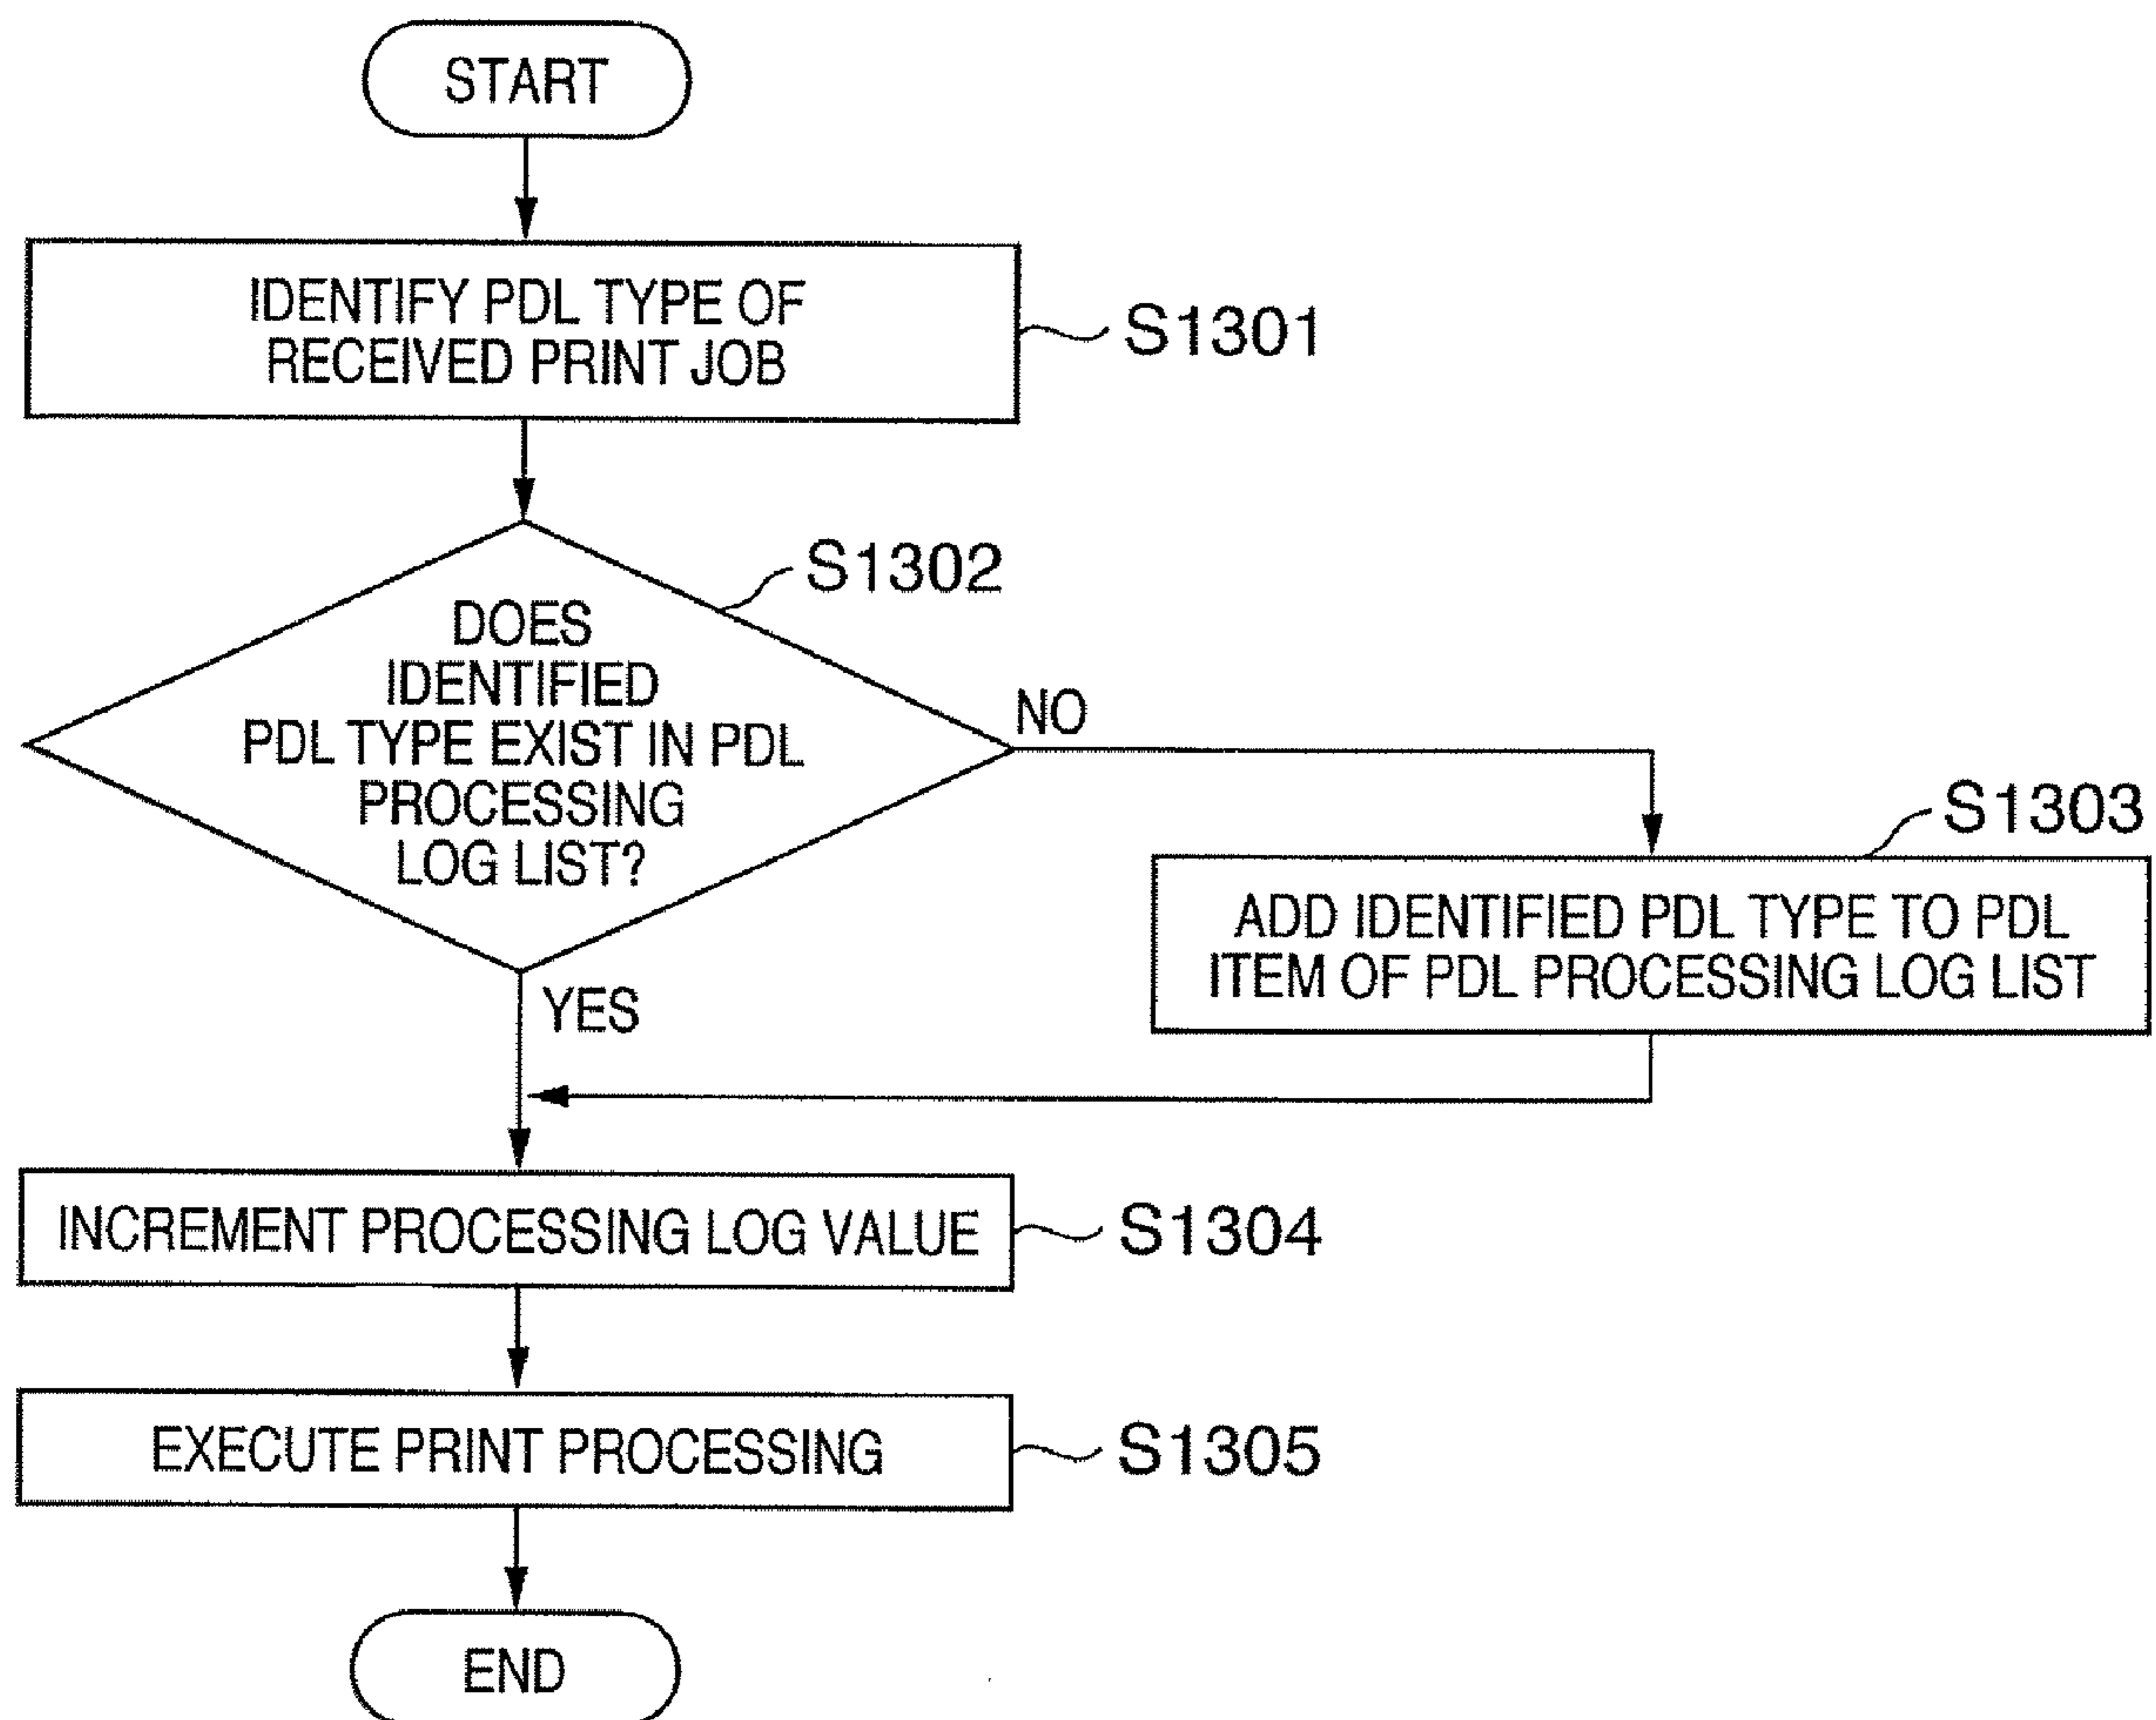 START
IDENTIFY PDL TYPE OF
RECEIVED PRINT JOB
S1301
S1302
DOES
IDENTIFIED
PDL TYPE EXIST IN PDL
PROCESSING
LOG LIST?
NO
S1303
ADD IDENTIFIED PDL TYPE TO PDL
ITEM OF PDL PROCESSING LOG LIST
YES
INCREMENT PROCESSING LOG VALUE
S1304
EXECUTE PRINT PROCESSING
S1305
END